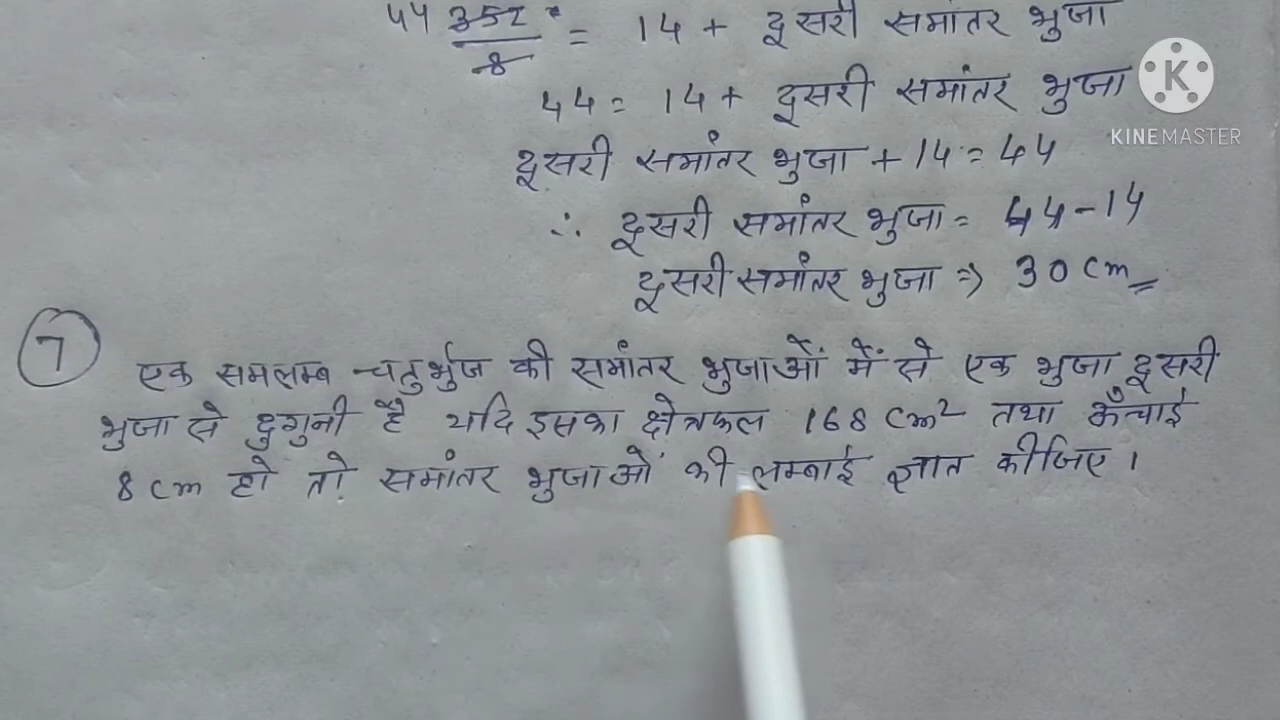 44 352/8 = 14 + दूसरी समांतर भुजा
44 = 14 + दूसरी समांतर भुजा
K
KINEMASTER
दूसरी समांतर भुजा + 14 = 44
∴ दूसरी समांतर भुजा = 44 - 14
दूसरी समांतर भुजा => 30 cm
7 एक समलम्ब चतुर्भुज की समांतर भुजाओं में से एक भुजा दूसरी
भुजा से दुगुनी है यदि इसका क्षेत्रफल 168 cm² तथा ऊँचाई
8 cm हो तो समांतर भुजाओं की लम्बाई ज्ञात कीजिए।